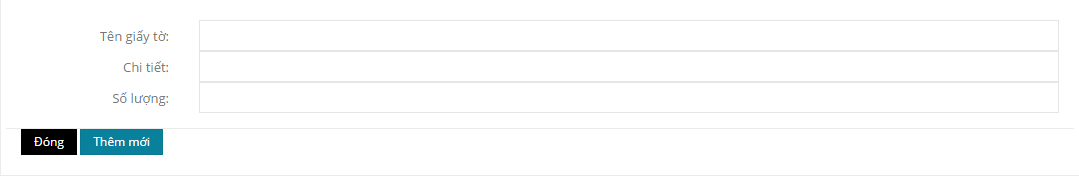 Tên giấy tờ:
Chi tiết:
Số lượng:
Đóng Thêm mới